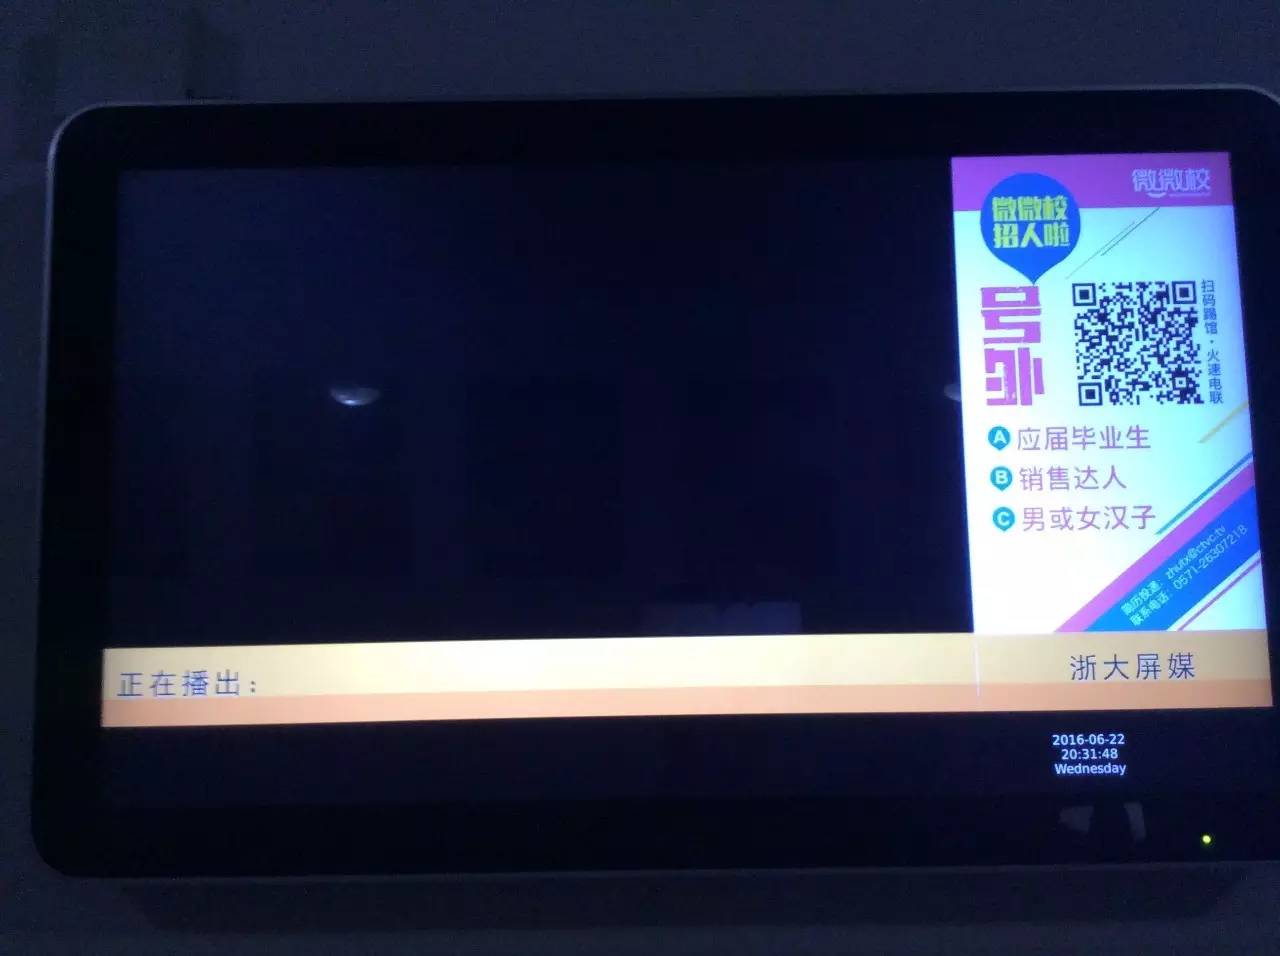 微微校
微微校
招人啦
号外
扫码踢馆·火速电联
A 应届毕业生
B 销售达人
C 男或女汉子
简历投递：zhutx@ctvc.tv
联系电话：0571-26307218
正在播出：
浙大屏媒
2016-06-22
20:31:48
Wednesday